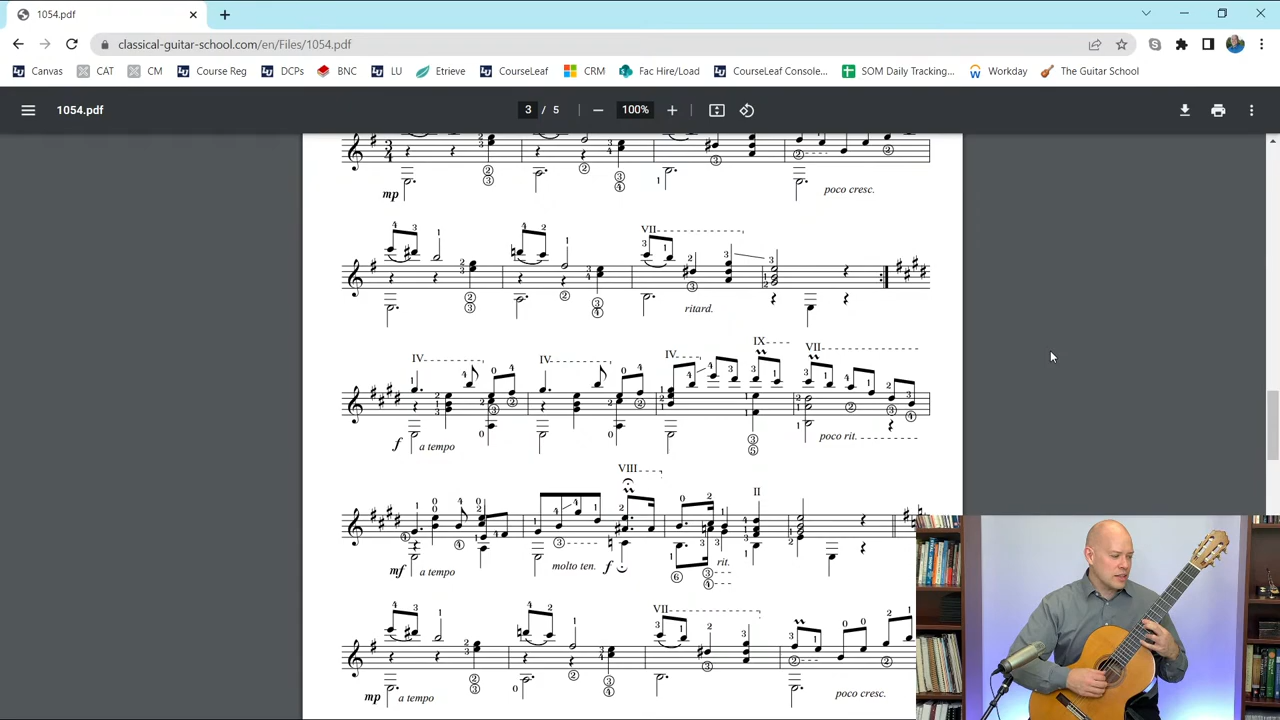 1054.pdf
classical-guitar-school.com/en/Files/1054.pdf
Canvas CAT CM Course Reg DCPs BNC LU Etrieve CourseLeaf CRM Fac Hire/Load CourseLeaf Console... SOM Daily Tracking... Workday The Guitar School
1054.pdf 3 / 5 100%
mp poco cresc.
VII
ritard.
IV IV IV IX VII
f a tempo poco rit.
VIII
II
mf a tempo molto ten. f rit.
VII
mp a tempo poco cresc.